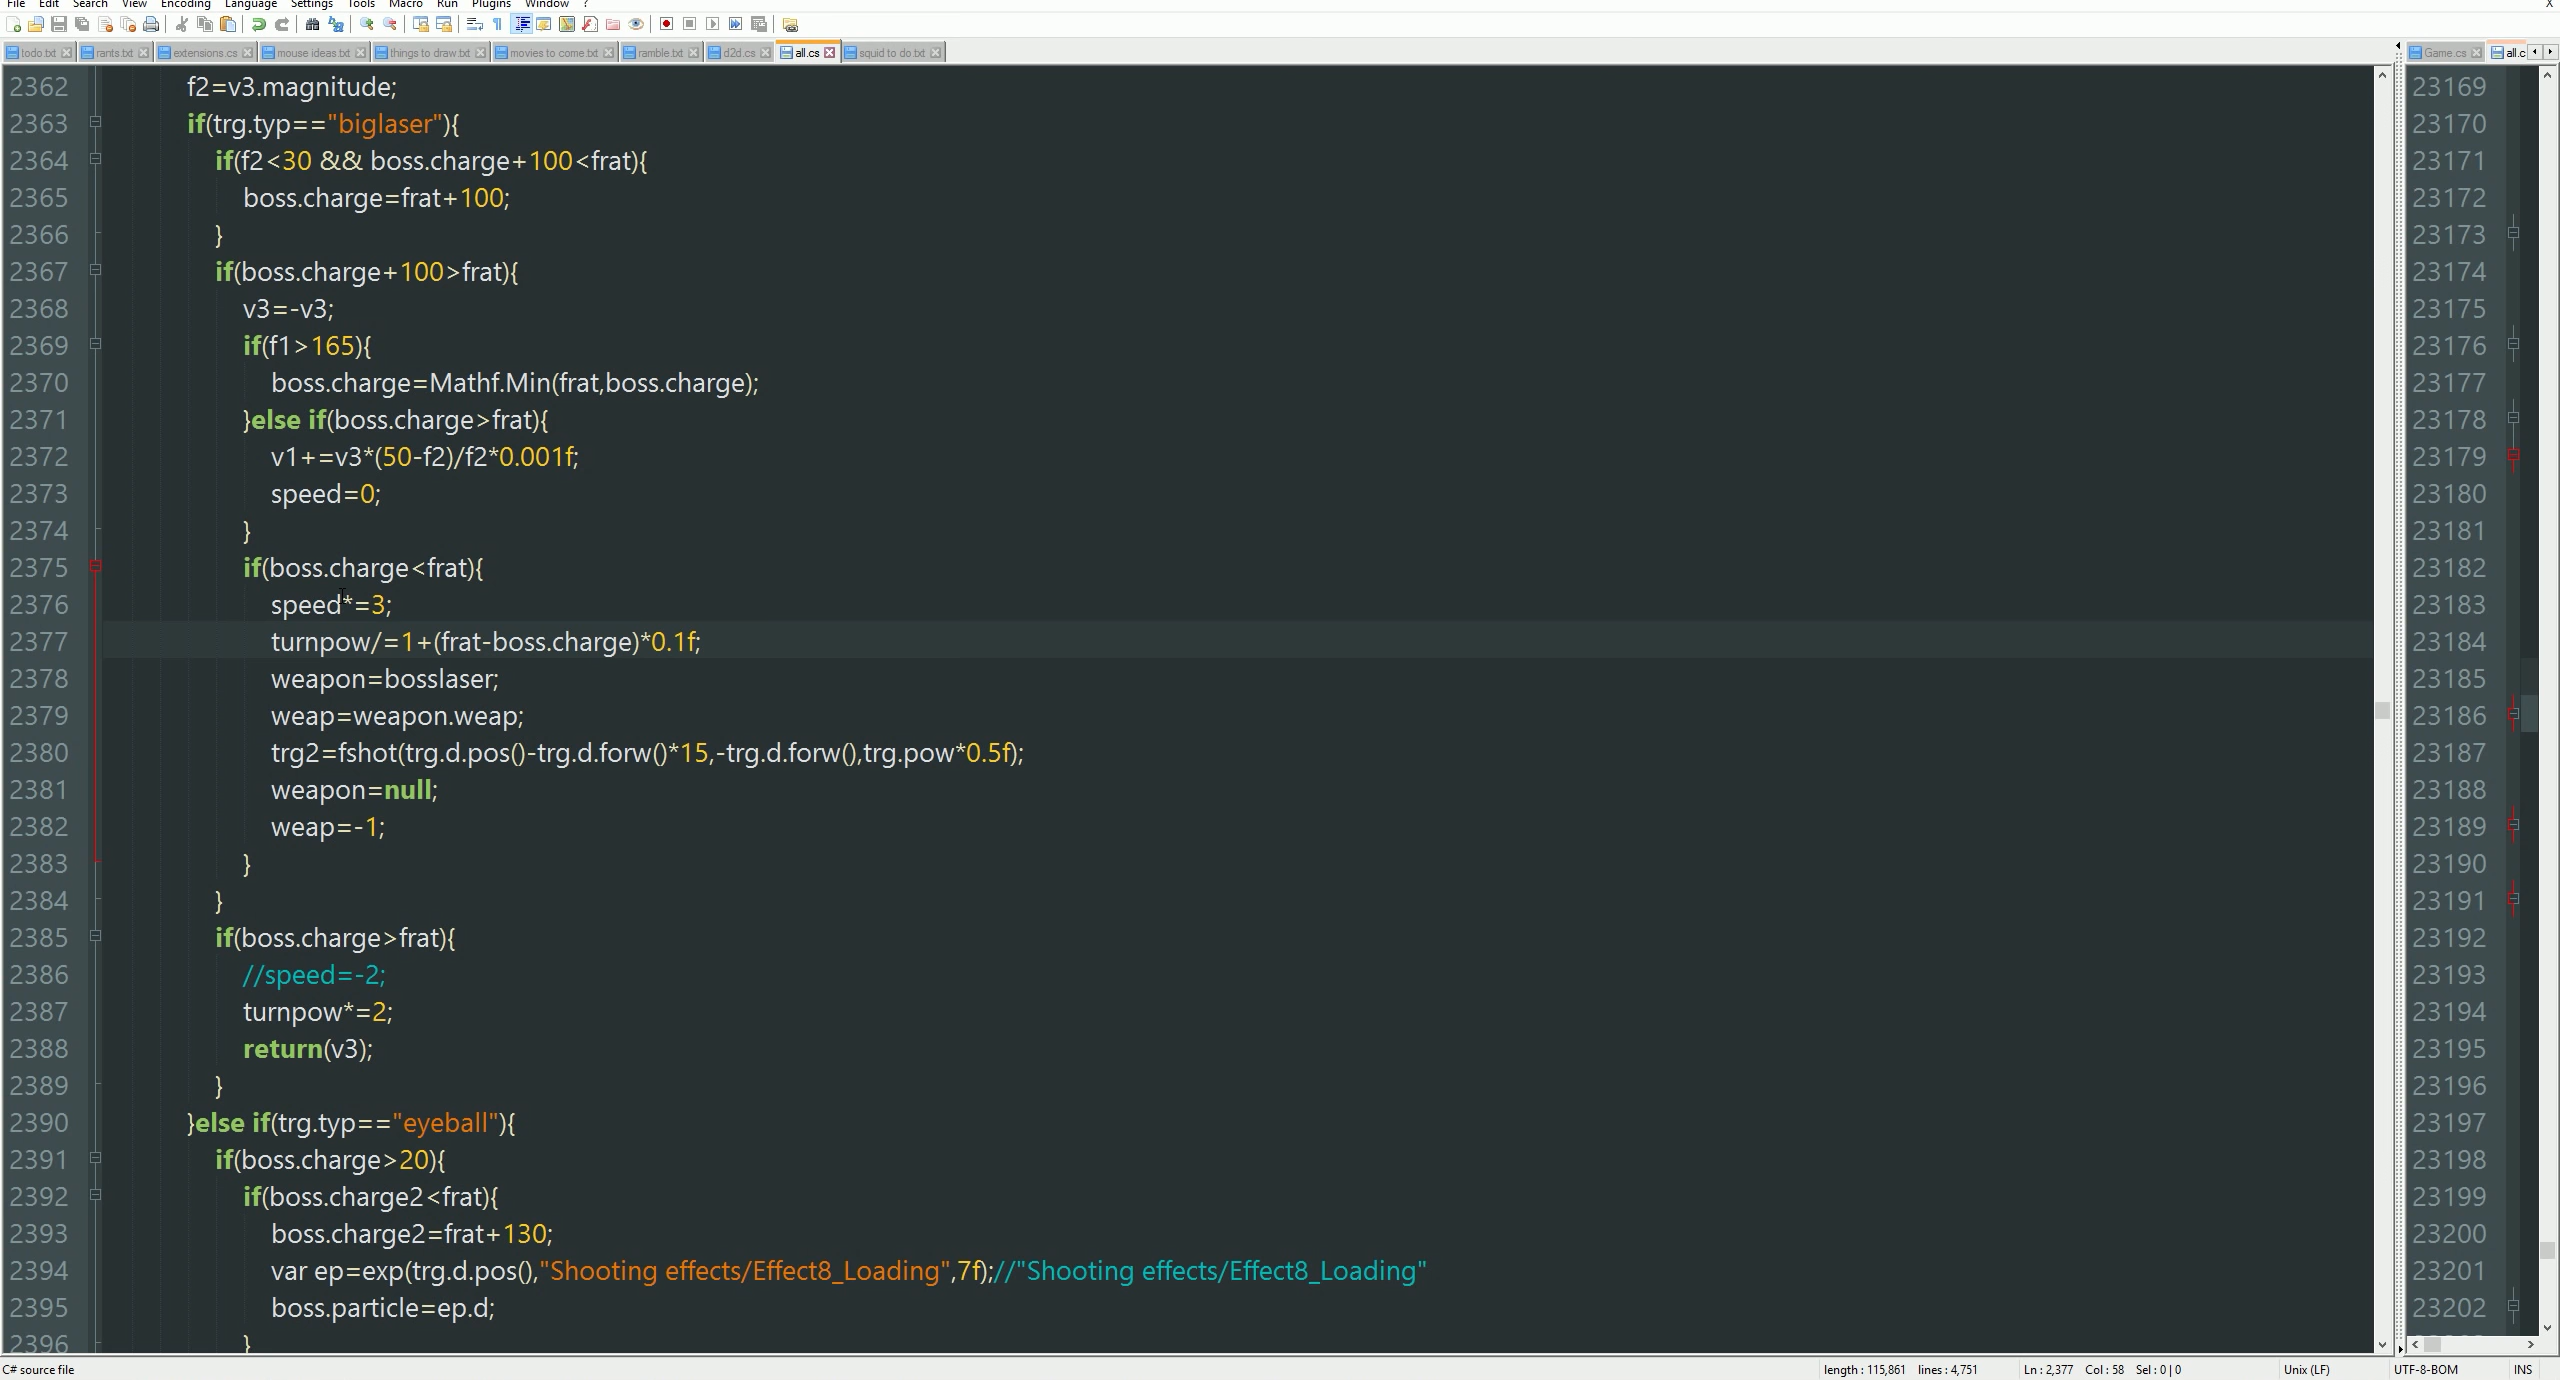 File Edit Search View Encoding Language Settings Tools Macro Run Plugins Window ? X
todo.txt rants.txt extensions.cs mouse ideas.txt things to draw.txt movies to come.txt ramble.txt d2d.cs all.cs squid to do.txt Game.cs all.c
2362 f2=v3.magnitude;
2363 if(trg.typ=="biglaser"){
2364 if(f2<30 && boss.charge+100<frat){
2365 boss.charge=frat+100;
2366 }
2367 if(boss.charge+100>frat){
2368 v3=-v3;
2369 if(f1>165){
2370 boss.charge=Mathf.Min(frat,boss.charge);
2371 }else if(boss.charge>frat){
2372 v1+=v3*(50-f2)/f2*0.001f;
2373 speed=0;
2374 }
2375 if(boss.charge<frat){
2376 speed*=3;
2377 turnpow/=1+(frat-boss.charge)*0.1f;
2378 weapon=bosslaser;
2379 weap=weapon.weap;
2380 trg2=fshot(trg.d.pos()-trg.d.forw()*15,-trg.d.forw(),trg.pow*0.5f);
2381 weapon=null;
2382 weap=-1;
2383 }
2384 }
2385 if(boss.charge>frat){
2386 //speed=-2;
2387 turnpow*=2;
2388 return(v3);
2389 }
2390 }else if(trg.typ=="eyeball"){
2391 if(boss.charge>20){
2392 if(boss.charge2<frat){
2393 boss.charge2=frat+130;
2394 var ep=exp(trg.d.pos(),"Shooting effects/Effect8_Loading",7f);//"Shooting effects/Effect8_Loading"
2395 boss.particle=ep.d;
2396 }
23169
23170
23171
23172
23173
23174
23175
23176
23177
23178
23179
23180
23181
23182
23183
23184
23185
23186
23187
23188
23189
23190
23191
23192
23193
23194
23195
23196
23197
23198
23199
23200
23201
23202
C# source file length : 115,861 lines : 4,751 Ln : 2,377 Col : 58 Sel : 0 | 0 Unix (LF) UTF-8-BOM INS